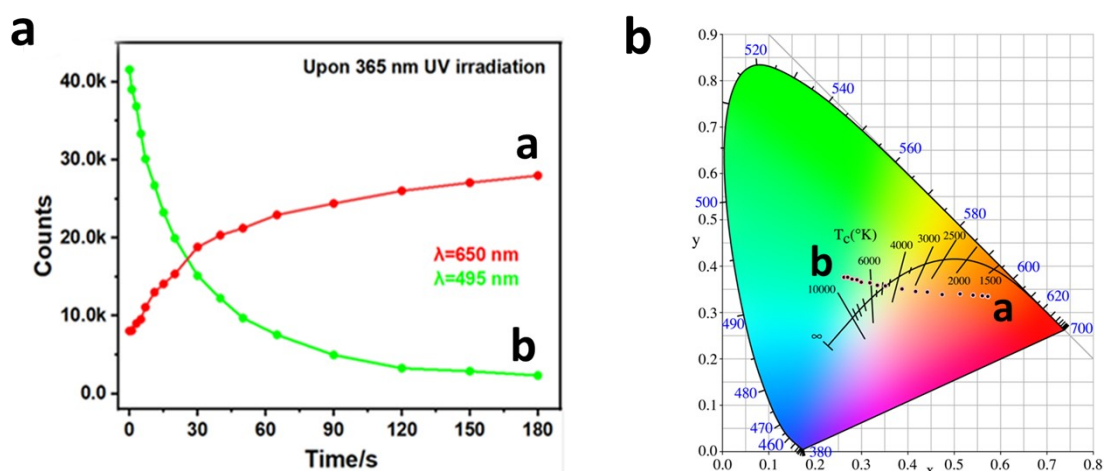 a
Upon 365 nm UV irradiation
40.0k
30.0k
20.0k
10.0k
0.0
Counts
a
λ=650 nm
λ=495 nm
b
0 30 60 90 120 150 180
Time/s
b
0.9
0.8
0.7
0.6
0.5
y
0.4
0.3
0.2
0.1
0.0
0.0 0.1 0.2 0.3 0.4 0.5 0.6 0.7 0.8
x
520
540
560
500
580
T_c(°K)
4000 3000 2500
b 6000
2000 1500 600
10000
a
620
700
490
∞
480
470
460
380